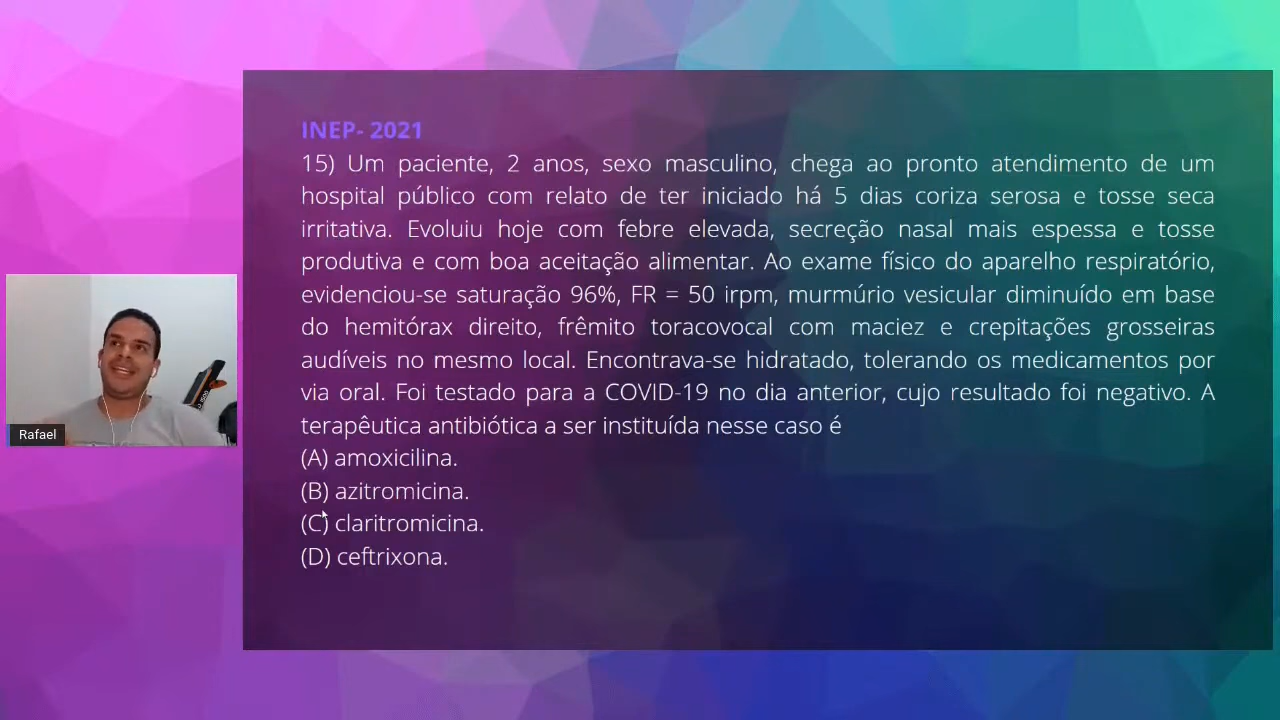 INEP- 2021
15) Um paciente, 2 anos, sexo masculino, chega ao pronto atendimento de um
hospital público com relato de ter iniciado há 5 dias coriza serosa e tosse seca
irritativa. Evoluiu hoje com febre elevada, secreção nasal mais espessa e tosse
produtiva e com boa aceitação alimentar. Ao exame físico do aparelho respiratório,
evidenciou-se saturação 96%, FR = 50 irpm, murmúrio vesicular diminuído em base
do hemitórax direito, frêmito toracovocal com maciez e crepitações grosseiras
audíveis no mesmo local. Encontrava-se hidratado, tolerando os medicamentos por
via oral. Foi testado para a COVID-19 no dia anterior, cujo resultado foi negativo. A
terapêutica antibiótica a ser instituída nesse caso é
(A) amoxicilina.
(B) azitromicina.
(C) claritromicina.
(D) ceftrixona.
Rafael